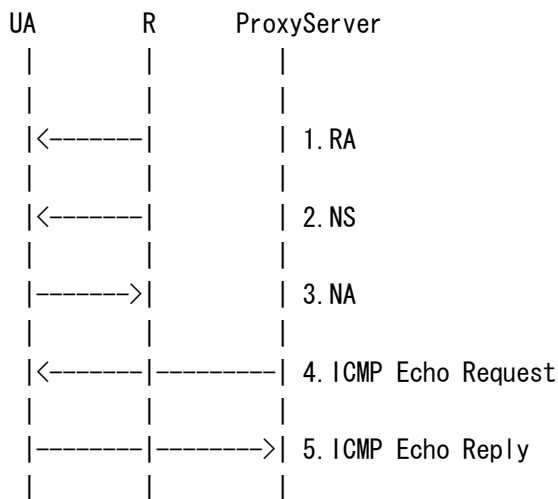 UA R ProxyServer
| | |
| | |
|<-------| | 1.RA
| | |
|<-------| | 2.NS
| | |
|------->| | 3.NA
| | |
|<-------|--------| 4.ICMP Echo Request
| | |
|--------|------->| 5.ICMP Echo Reply
| | |